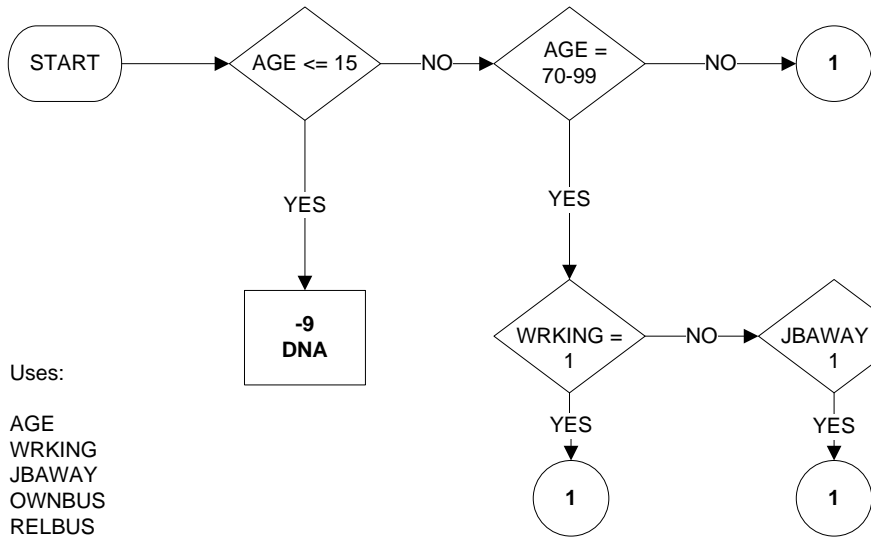 START
AGE <= 15
NO
AGE =
70-99
NO
1
YES
YES
-9
DNA
WRKING =
1
NO
JBAWAY
1
YES
YES
1
1
Uses:
AGE
WRKING
JBAWAY
OWNBUS
RELBUS